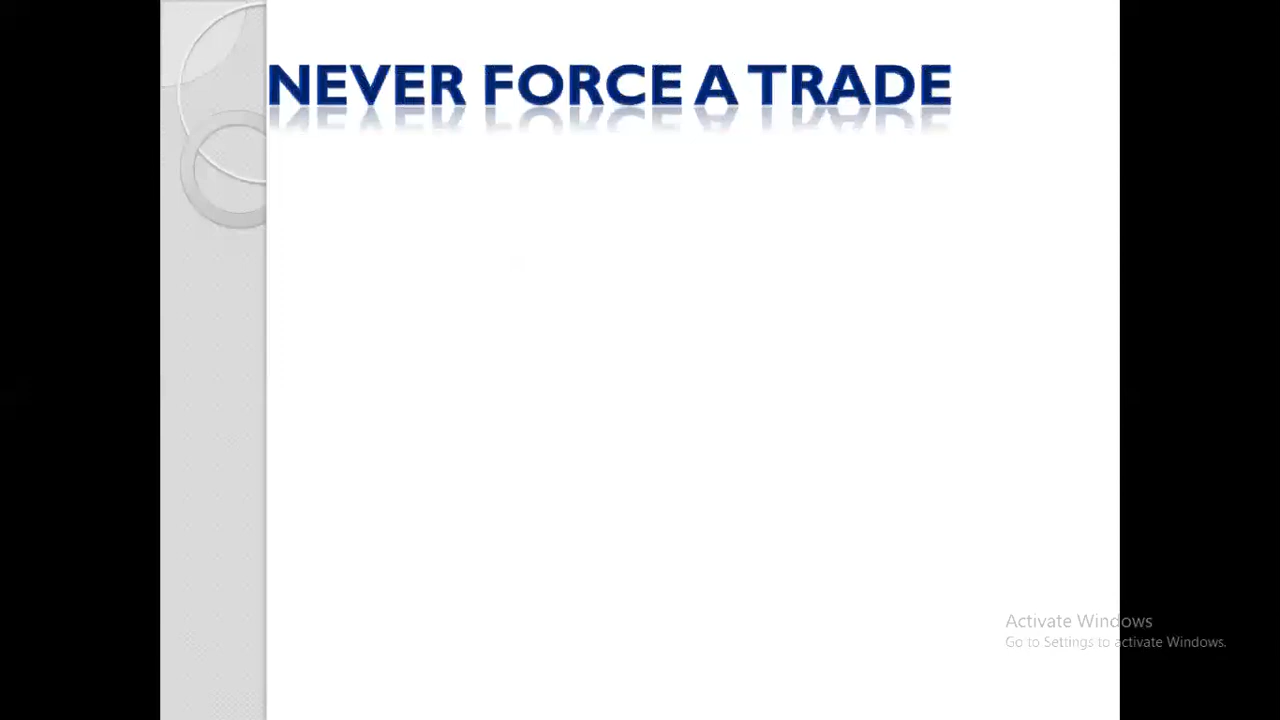 NEVER FORCE A TRADE
Activate Windows
Go to Settings to activate Windows.